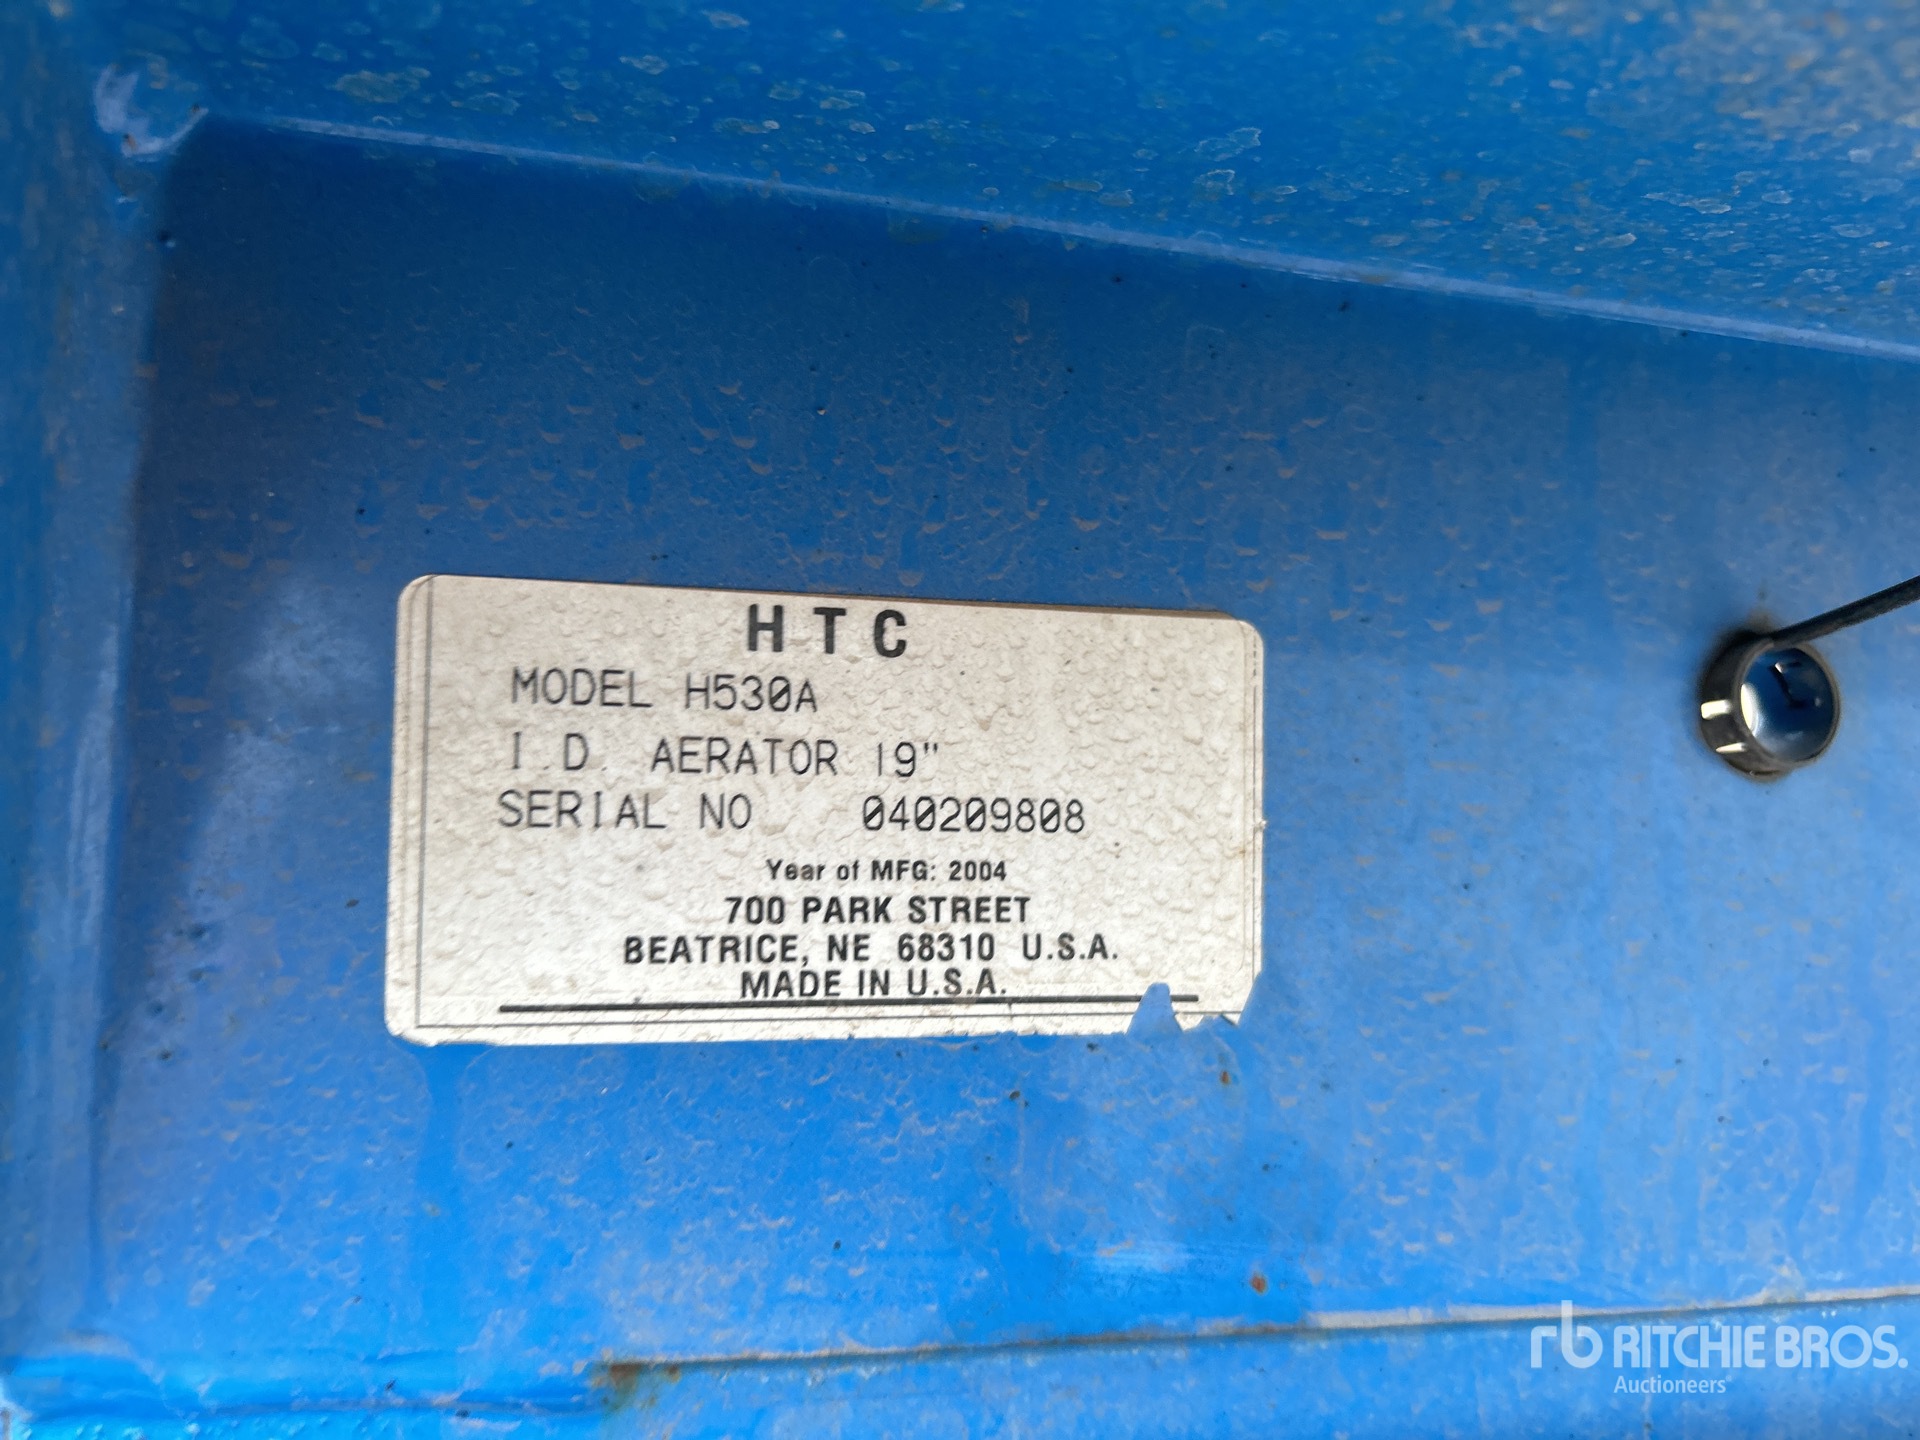 HTC
MODEL H530A
I.D. AERATOR 19"
SERIAL NO 040209808
Year of MFG: 2004
700 PARK STREET
BEATRICE, NE 68310 U.S.A.
MADE IN U.S.A.
rb RITCHIE BROS.
Auctioneers